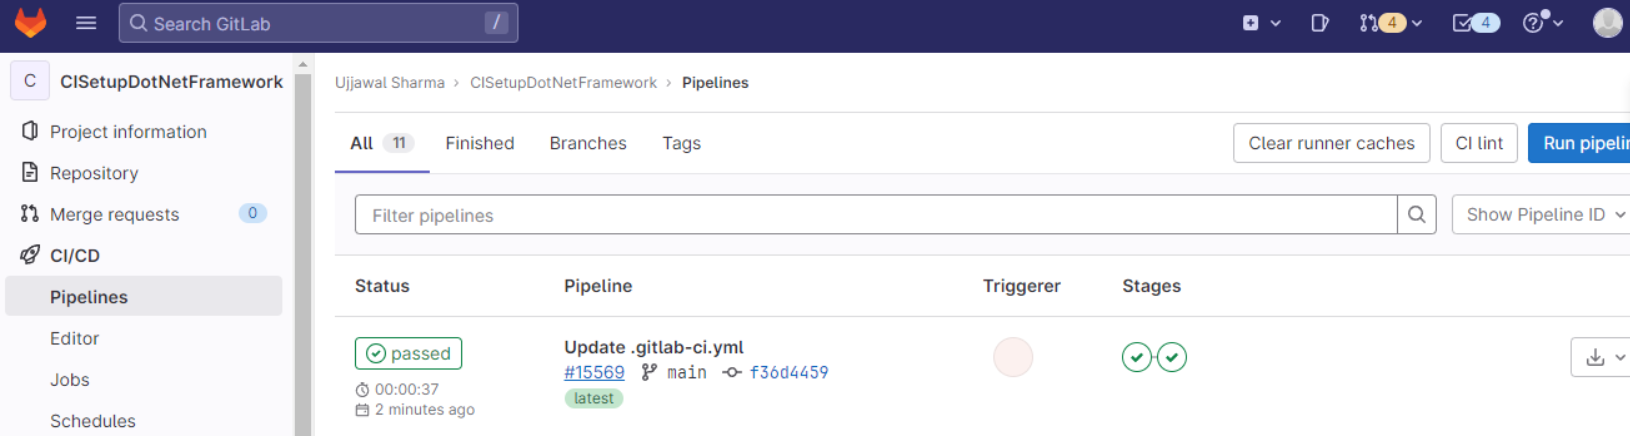 Search GitLab /
4
4
C CISetupDotNetFramework
Project information
Repository
Merge requests 0
CI/CD
Pipelines
Editor
Jobs
Schedules
Ujjawal Sharma › CISetupDotNetFramework › Pipelines
All 11 Finished Branches Tags
Clear runner caches CI lint Run pipelin
Filter pipelines Show Pipeline ID
Status Pipeline Triggerer Stages
passed
00:00:37
2 minutes ago
Update .gitlab-ci.yml
#15569 main f36d4459
latest